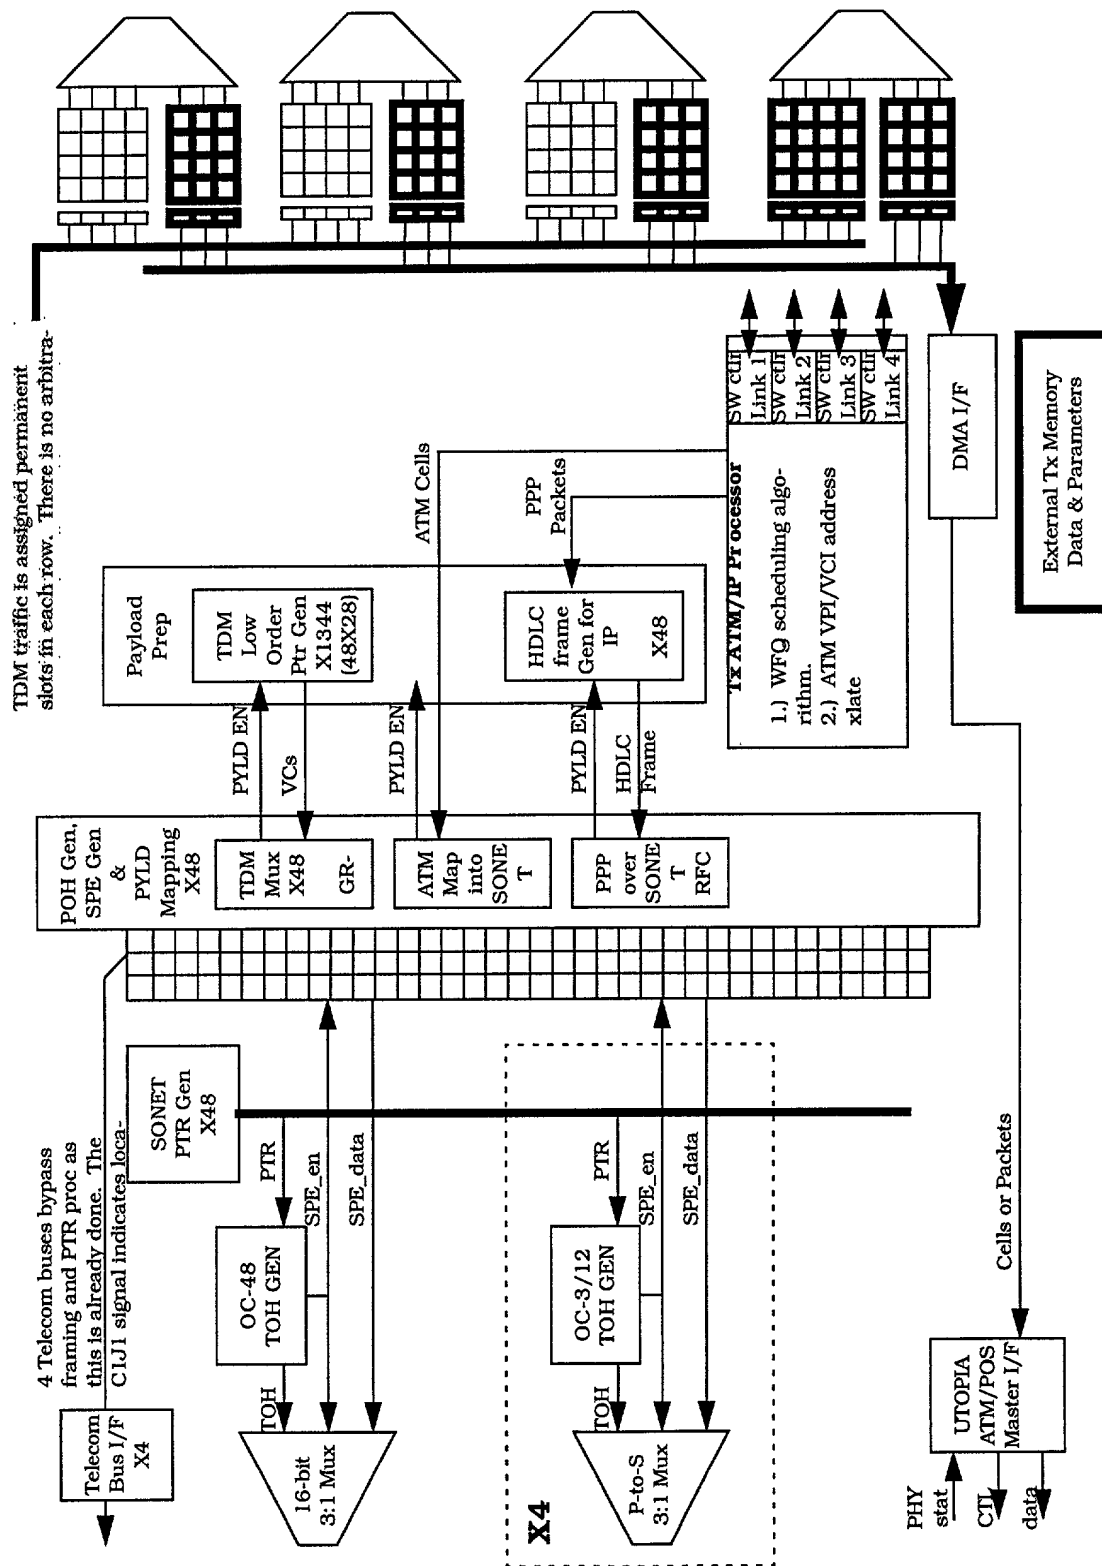 4 Telecom buses bypass
framing and PTR proc as
this is already done. The
C1J1 signal indicates loca-
TDM traffic is assigned permanent
slots in each row. There is no arbitra-
Telecom
Bus I/F
X4
SONET
PTR Gen
X48
POH Gen,
SPE Gen
&
PYLD
Mapping
X48
Payload
Prep
16-bit
3:1 Mux
TOH
OC-48
TOH GEN
PTR
SPE_en
SPE_data
TDM
Mux
X48
GR-
PYLD EN
VCs
TDM
Low
Order
Ptr Gen
X1344
(48X28)
ATM
Map
into
SONE
T
PYLD EN
ATM Cells
X4
P-to-S
3:1 Mux
TOH
OC-3/12
TOH GEN
PTR
SPE_en
SPE_data
PPP
over
SONE
T
RFC
PYLD EN
HDLC
Frame
HDLC
frame
Gen for
IP
X48
PPP
Packets
Tx ATM/IP Pr ocessor
1.) WFQ scheduling algo-
rithm.
2.) ATM VPI/VCI address
xlate
SW ctlr
Link 1
SW ctlr
Link 2
SW ctlr
Link 3
SW ctlr
Link 4
PHY
stat
CTL
data
UTOPIA
ATM/POS
Master I/F
Cells or Packets
DMA I/F
External Tx Memory
Data & Parameters